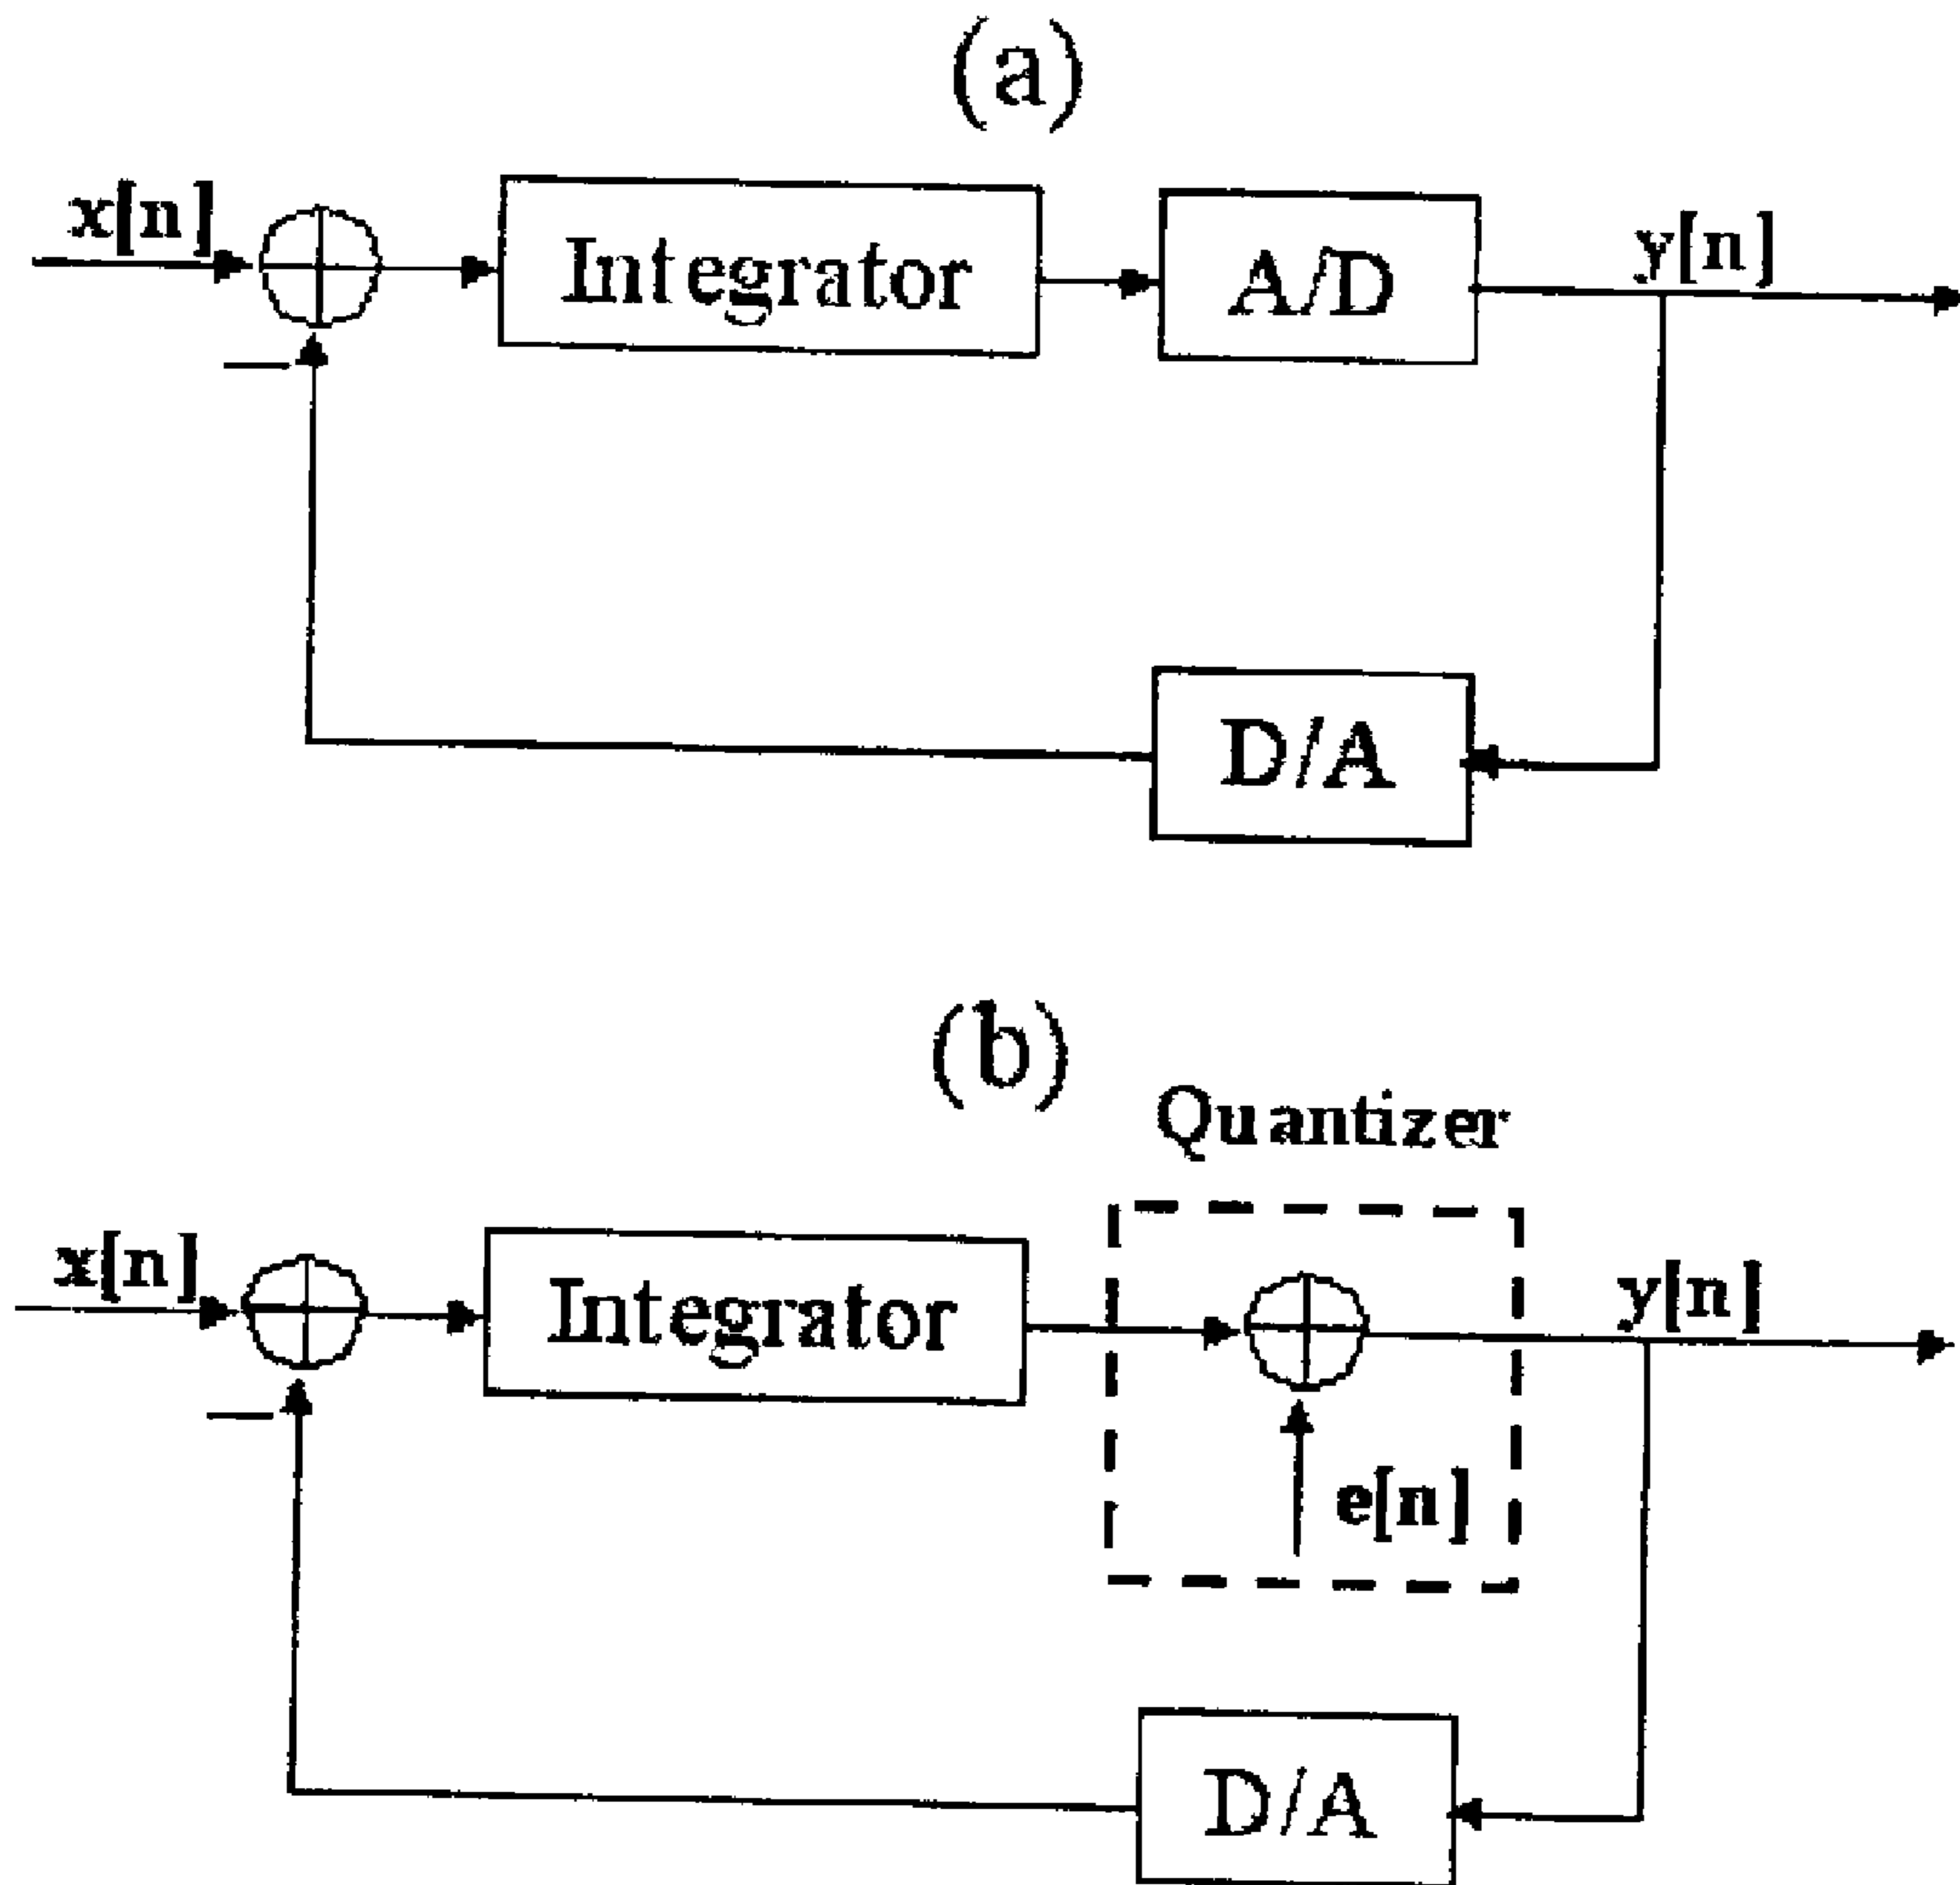 (a)
x[n]
Integrator
A/D
y[n]
D/A
(b)
Quantizer
x[n]
Integrator
y[n]
e[n]
D/A